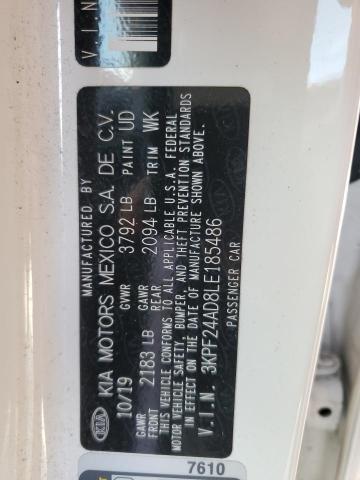 V.I.N
MANUFACTURED BY
KIA KIA MOTORS MEXICO S.A. DE C.V.
10/19 GVWR 3792 LB PAINT UD
GAWR FRONT 2183 LB GAWR REAR 2094 LB TRIM WK
THIS VEHICLE CONFORMS TO ALL APPLICABLE U.S.A. FEDERAL
MOTOR VEHICLE SAFETY, BUMPER, AND THEFT PREVENTION STANDARDS
IN EFFECT ON THE DATE OF MANUFACTURE SHOWN ABOVE.
V.I.N. 3KPF24AD8LE185486
PASSENGER CAR
7610